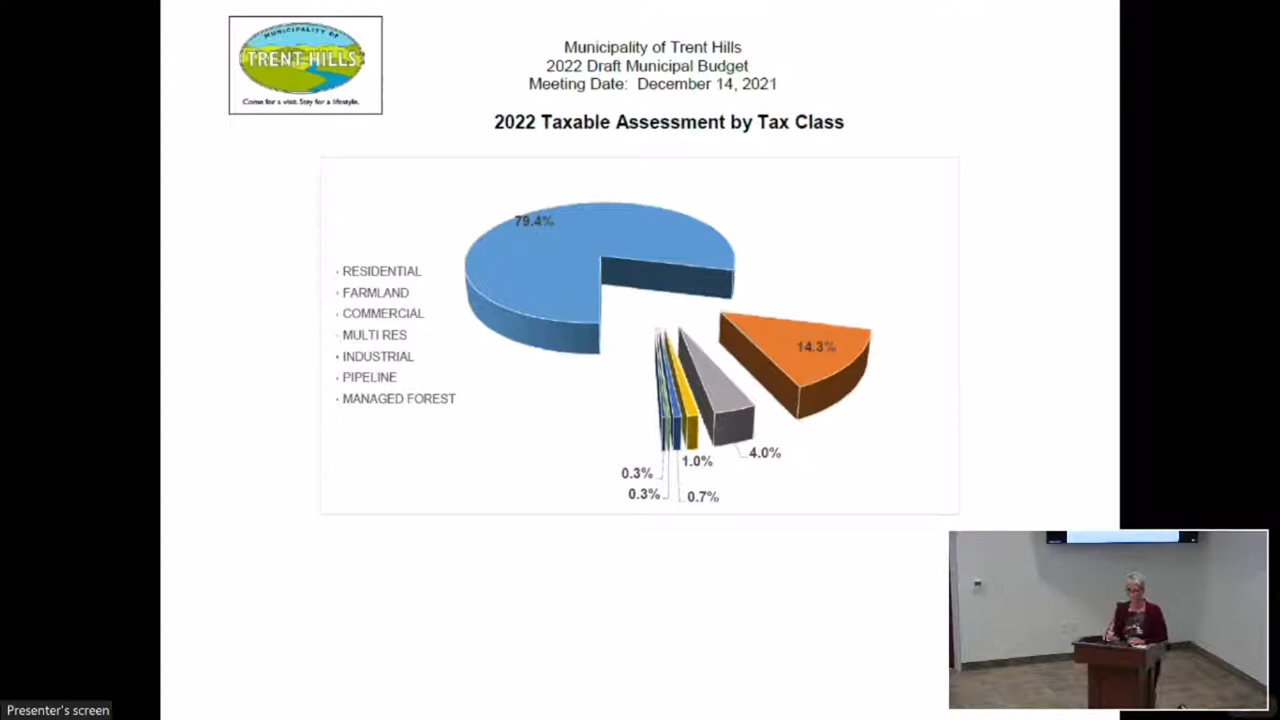 MUNICIPALITY OF
TRENT HILLS
Come for a visit. Stay for a lifestyle.
Municipality of Trent Hills
2022 Draft Municipal Budget
Meeting Date: December 14, 2021
2022 Taxable Assessment by Tax Class
79.4%
· RESIDENTIAL
· FARMLAND
· COMMERCIAL
· MULTI RES
· INDUSTRIAL
· PIPELINE
· MANAGED FOREST
14.3%
4.0%
1.0%
0.3%
0.3%
0.7%
Presenter's screen